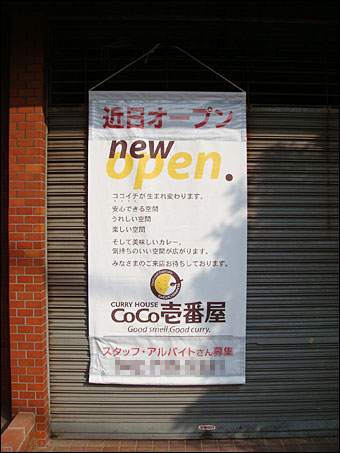 近日オープン
new
open.
ココイチが生まれ変わります。
安心できる空間
うれしい空間
楽しい空間
そして美味しいカレー。
気持ちのいい空間が広がります。
みなさまのご来店お待ちしております。
CURRY HOUSE
CoCo壱番屋
Good smell.Good curry.
スタッフ・アルバイトさん募集